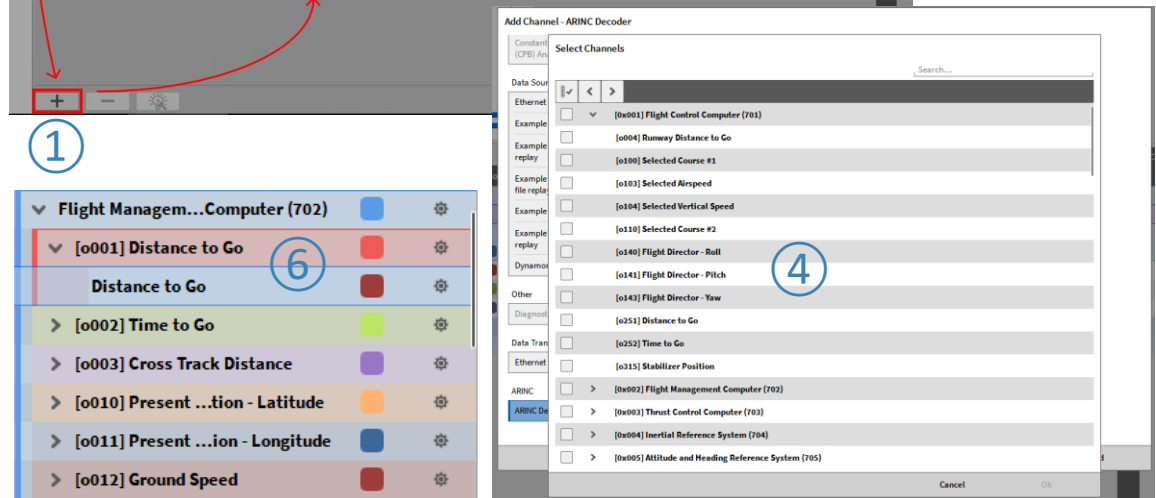 ①
Flight Managem...Computer (702)
[o001] Distance to Go
⑥
Distance to Go
[o002] Time to Go
[o003] Cross Track Distance
[o010] Present ...tion - Latitude
[o011] Present ...ion - Longitude
[o012] Ground Speed
Add Channel - ARINC Decoder
Constant
(CPB) An
Data Sour
Ethernet
Example
Example
replay
Example
file repla
Example
Example
replay
Dynamo
Other
Diagnost
Data Tran
Ethernet
ARINC
ARINC De
Select Channels
Search...
[0x001] Flight Control Computer (701)
[o004] Runway Distance to Go
[o100] Selected Course #1
[o103] Selected Airspeed
[o104] Selected Vertical Speed
[o110] Selected Course #2
[o140] Flight Director - Roll
[o141] Flight Director - Pitch
④
[o143] Flight Director - Yaw
[o251] Distance to Go
[o252] Time to Go
[o315] Stabilizer Position
[0x002] Flight Management Computer (702)
[0x003] Thrust Control Computer (703)
[0x004] Inertial Reference System (704)
[0x005] Attitude and Heading Reference System (705)
Cancel
Ok